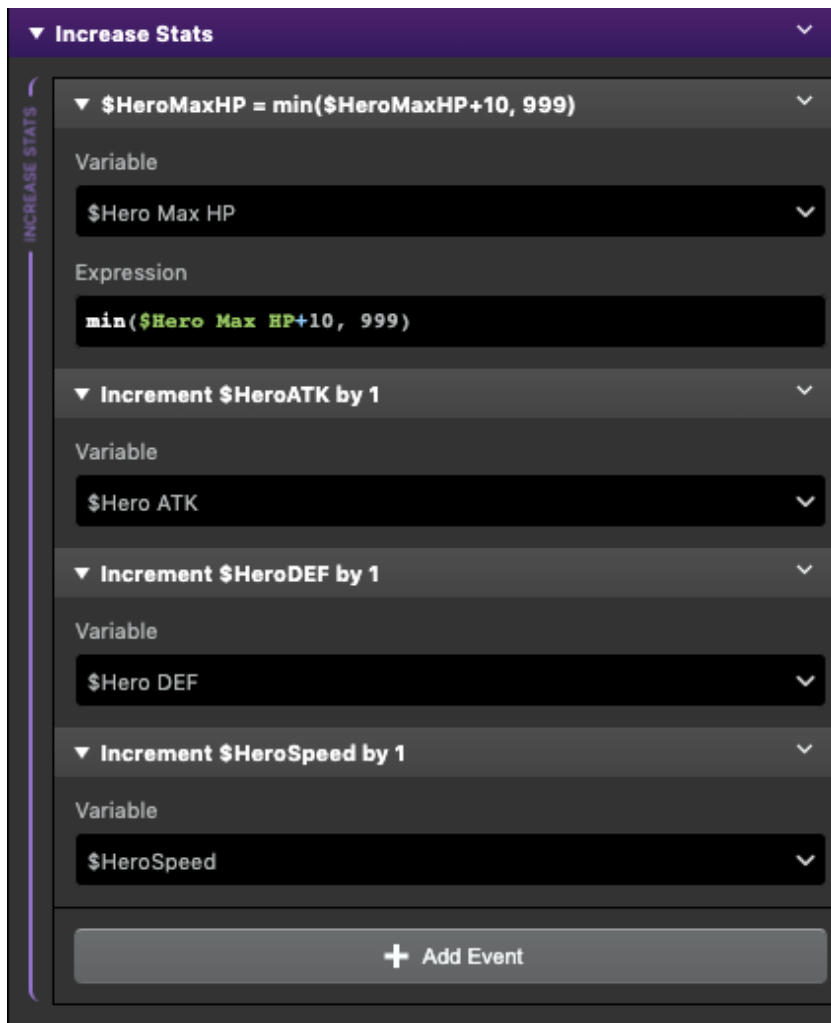 Increase Stats
INCREASE STATS
$HeroMaxHP = min($HeroMaxHP+10, 999)
Variable
$Hero Max HP
Expression
min($Hero Max HP+10, 999)
Increment $HeroATK by 1
Variable
$Hero ATK
Increment $HeroDEF by 1
Variable
$Hero DEF
Increment $HeroSpeed by 1
Variable
$HeroSpeed
Add Event